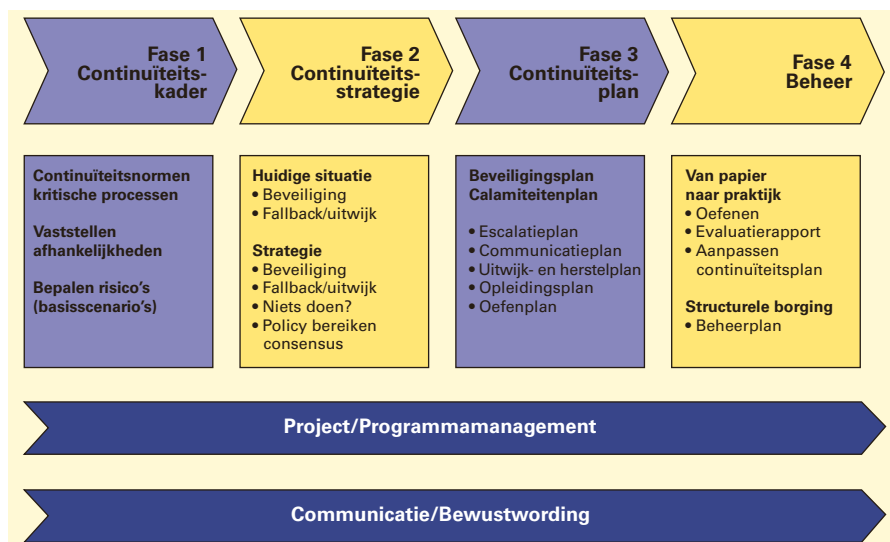 Fase 1
Continuïteits-
kader
Fase 2
Continuïteits-
strategie
Fase 3
Continuïteits-
plan
Fase 4
Beheer
Continuïteitsnormen
kritische processen
Vaststellen
afhankelijkheden
Bepalen risico's
(basisscenario's)
Huidige situatie
• Beveiliging
• Fallback/uitwijk
Strategie
• Beveiliging
• Fallback/uitwijk
• Niets doen?
• Policy bereiken
consensus
Beveiligingsplan
Calamiteitenplan
• Escalatieplan
• Communicatieplan
• Uitwijk- en herstelplan
• Opleidingsplan
• Oefenplan
Van papier
naar praktijk
• Oefenen
• Evaluatierapport
• Aanpassen
continuïteitsplan
Structurele borging
• Beheerplan
Project/Programmamanagement
Communicatie/Bewustwording